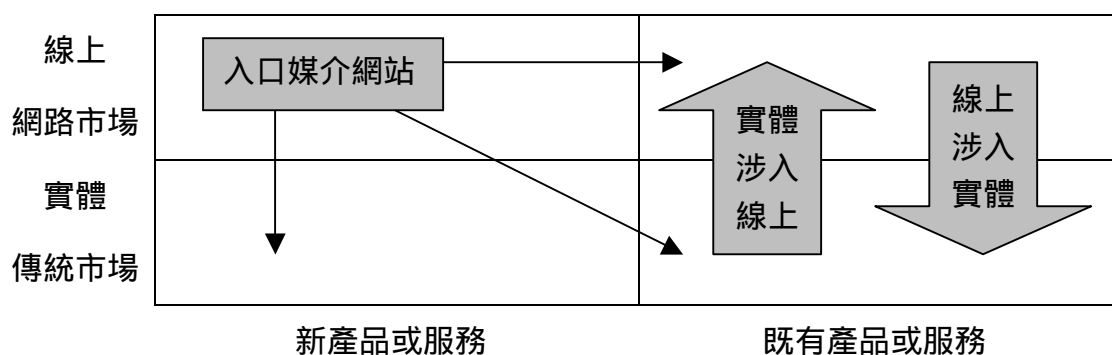 線上
網路市場
實體
傳統市場
入口媒介網站
實體
涉入
線上
線上
涉入
實體
新產品或服務
既有產品或服務